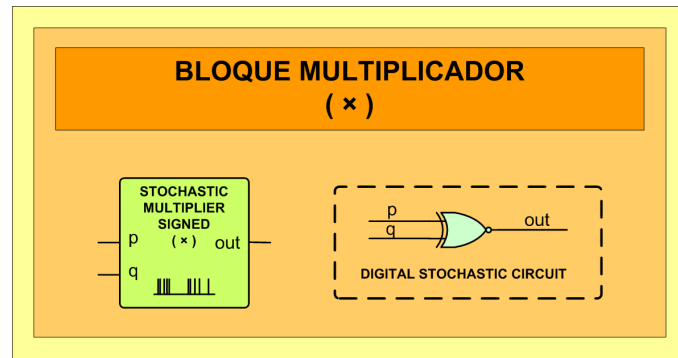 BLOQUE MULTIPLICADOR
( × )
STOCHASTIC
MULTIPLIER
SIGNED
( × )
p
out
q
p
q
out
DIGITAL STOCHASTIC CIRCUIT